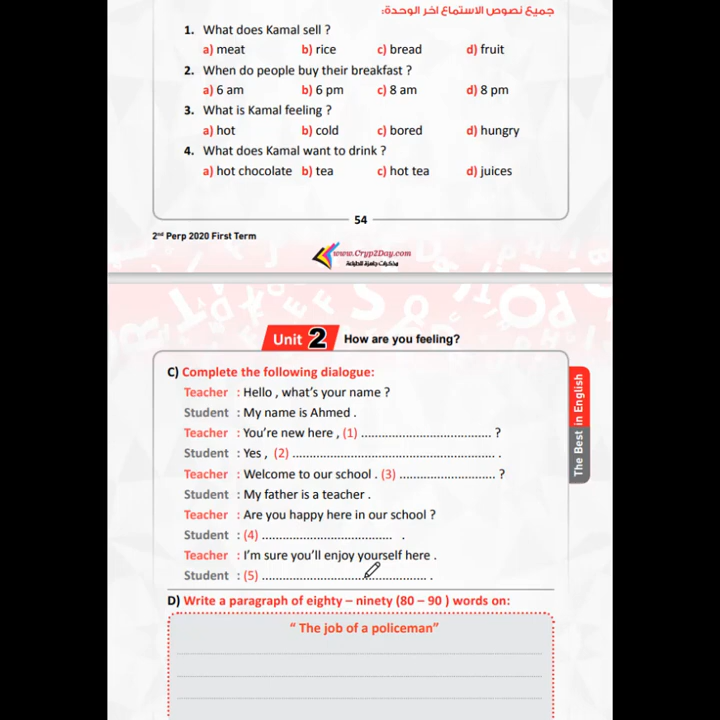 جميع نصوص الاستماع اخر الوحدة:
1. What does Kamal sell ?
a) meat b) rice c) bread d) fruit
2. When do people buy their breakfast ?
a) 6 am b) 6 pm c) 8 am d) 8 pm
3. What is Kamal feeling ?
a) hot b) cold c) bored d) hungry
4. What does Kamal want to drink ?
a) hot chocolate b) tea c) hot tea d) juices
54
2nd Perp 2020 First Term
www.Cryp2Day.com
مذكرات جاهزة للطباعة
Unit 2 How are you feeling?
C) Complete the following dialogue:
Teacher : Hello , what's your name ?
Student : My name is Ahmed .
Teacher : You're new here , (1) .................................... ?
Student : Yes , (2) ........................................................ .
Teacher : Welcome to our school . (3) ........................... ?
Student : My father is a teacher .
Teacher : Are you happy here in our school ?
Student : (4) .................................... .
Teacher : I'm sure you'll enjoy yourself here .
Student : (5) .............................................. .
The Best in English
D) Write a paragraph of eighty – ninety (80 – 90 ) words on:
“ The job of a policeman”